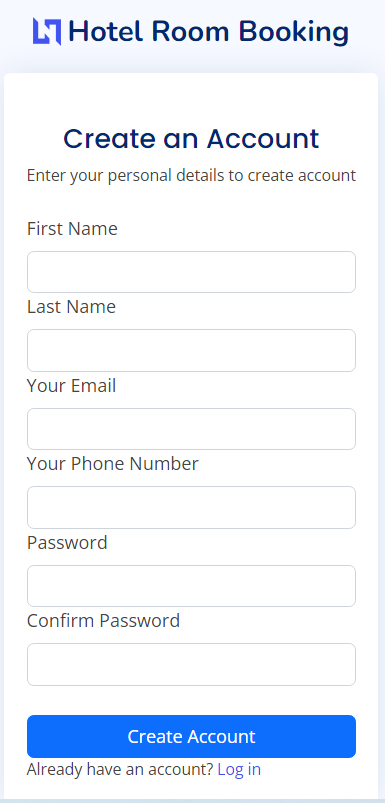 Hotel Room Booking
Create an Account
Enter your personal details to create account
First Name
Last Name
Your Email
Your Phone Number
Password
Confirm Password
Create Account
Already have an account? Log in